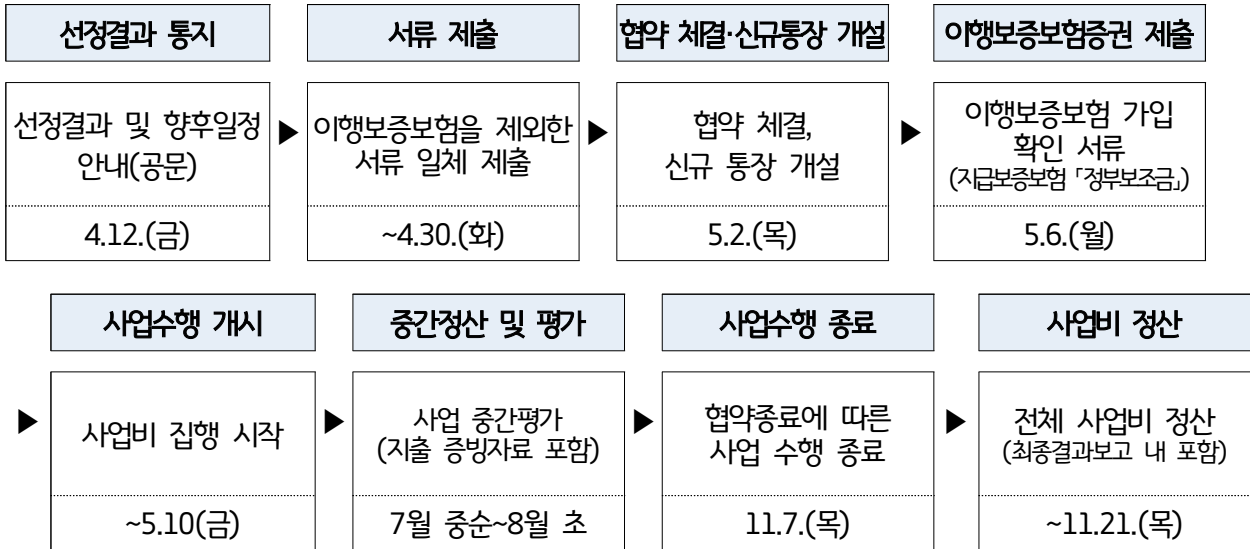 선정결과 통지
서류 제출
협약 체결·신규통장 개설
이행보증보험증권 제출
선정결과 및 향후일정
안내(공문)
▶
이행보증보험을 제외한
서류 일체 제출
▶
협약 체결,
신규 통장 개설
▶
이행보증보험 가입
확인 서류
(지급보증보험 「정부보조금」)
4.12.(금)
~4.30.(화)
5.2.(목)
5.6.(월)
사업수행 개시
중간정산 및 평가
사업수행 종료
사업비 정산
▶
사업비 집행 시작
▶
사업 중간평가
(지출 증빙자료 포함)
▶
협약종료에 따른
사업 수행 종료
▶
전체 사업비 정산
(최종결과보고 내 포함)
~5.10(금)
7월 중순~8월 초
11.7.(목)
~11.21.(목)